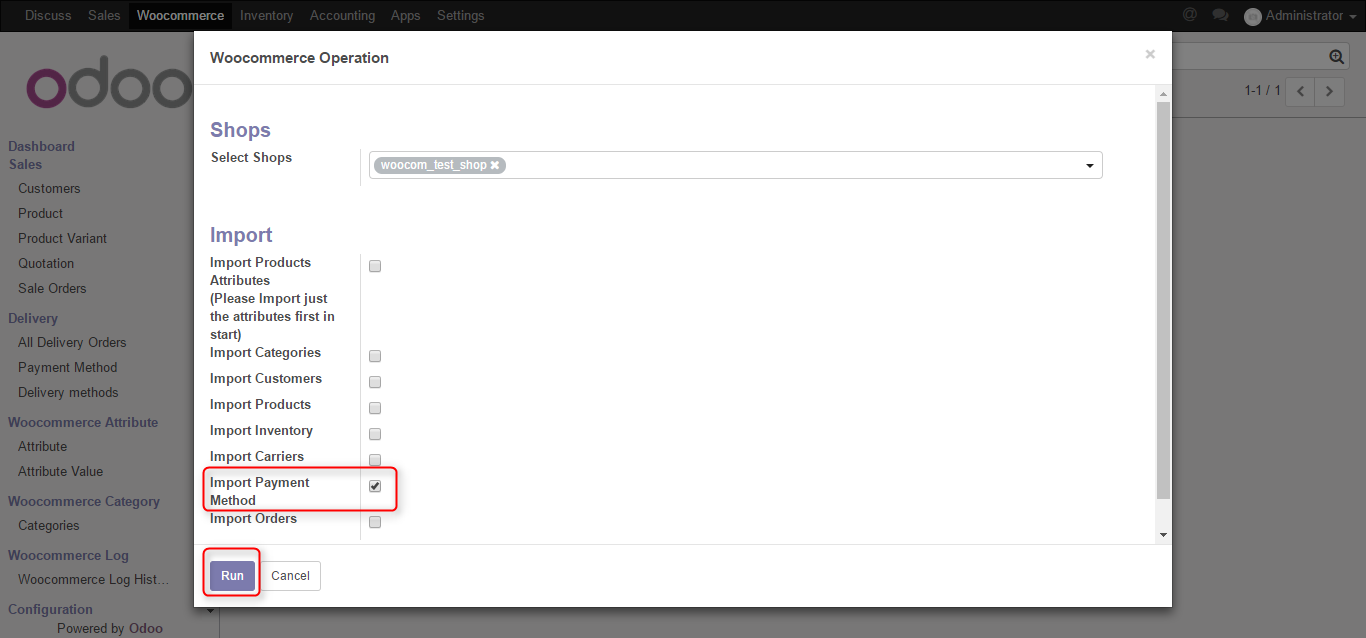 Discuss Sales Woocommerce Inventory Accounting Apps Settings @ Administrator
Woocommerce Operation ×
odoo
1-1 / 1
Dashboard
Sales
Customers
Product
Product Variant
Quotation
Sale Orders
Delivery
All Delivery Orders
Payment Method
Delivery methods
Woocommerce Attribute
Attribute
Attribute Value
Woocommerce Category
Categories
Woocommerce Log
Woocommerce Log Hist...
Configuration
Powered by Odoo
Shops
Select Shops
woocom_test_shop
Import
Import Products
Attributes
(Please Import just
the attributes first in
start)
Import Categories
Import Customers
Import Products
Import Inventory
Import Carriers
Import Payment
Method
Import Orders
Run Cancel